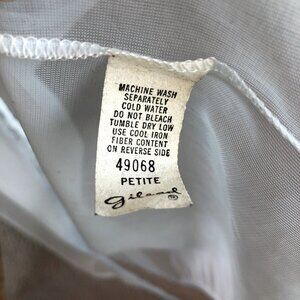 MACHINE WASH
SEPARATELY
COLD WATER
DO NOT BLEACH
TUMBLE DRY LOW
USE COOL IRON
FIBER CONTENT
ON REVERSE SIDE
49068
PETITE
Gilead ®